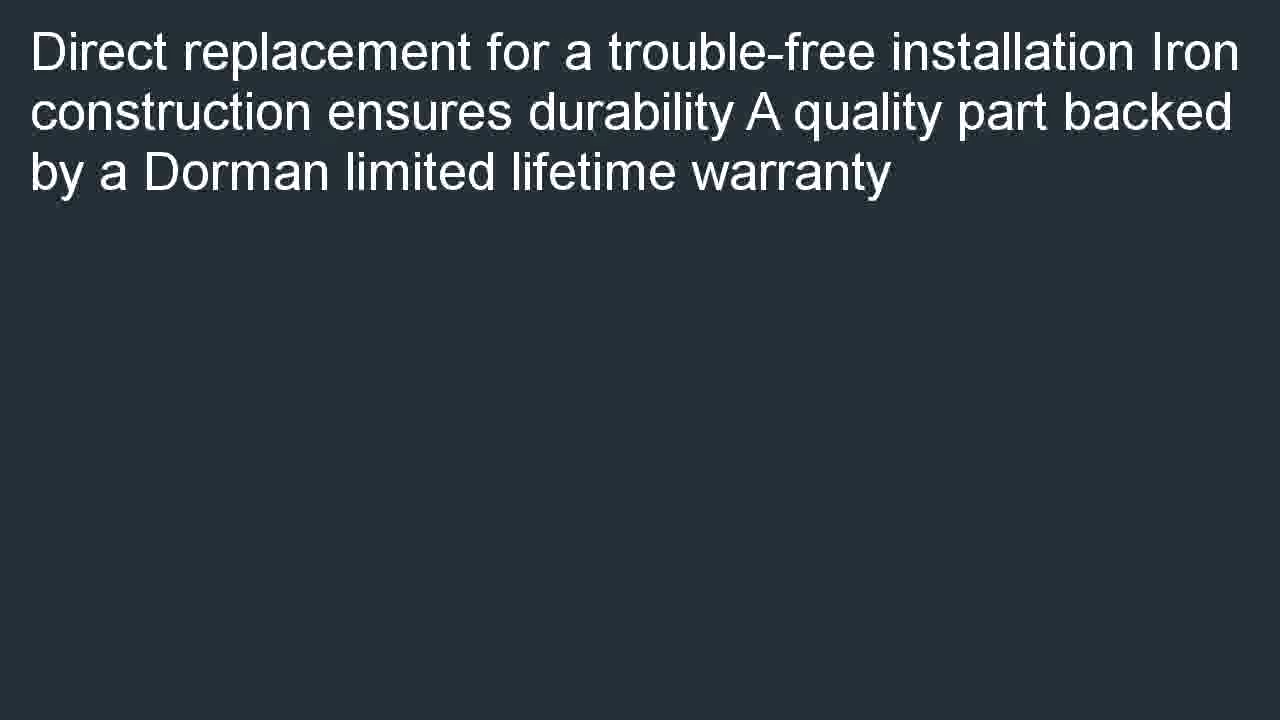 Direct replacement for a trouble-free installation Iron
construction ensures durability A quality part backed
by a Dorman limited lifetime warranty